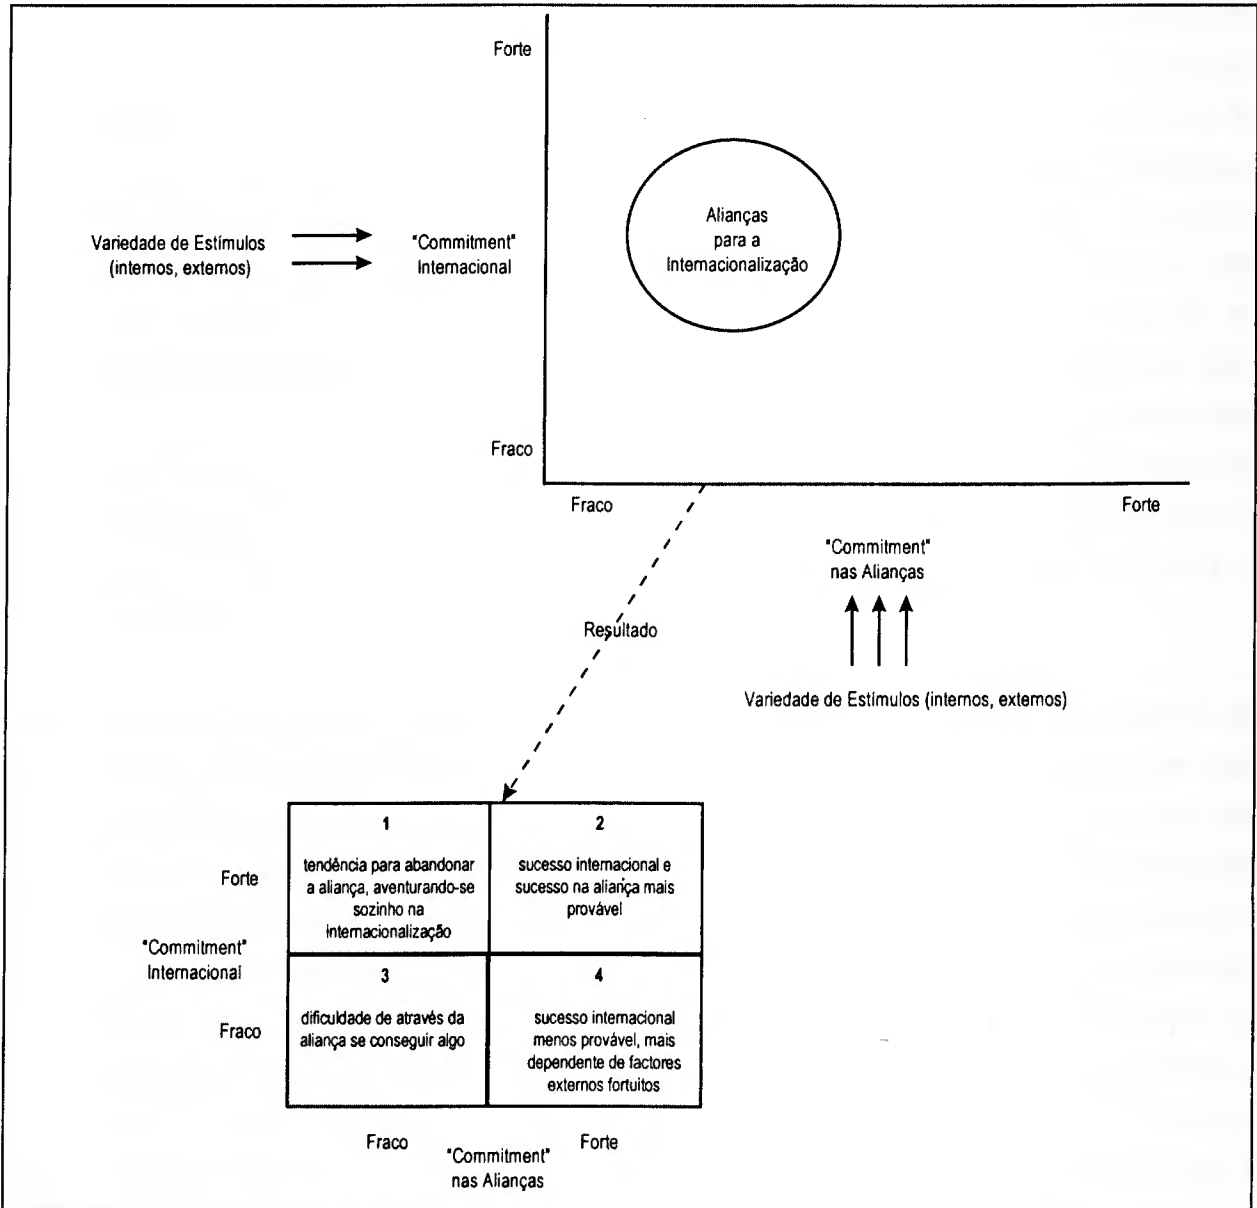 Forte
Alianças
para a
Internacionalização
Variedade de Estímulos
(internos, externos)
"Commitment"
Internacional
Fraco
Fraco
Forte
"Commitment"
nas Alianças
Resultado
Variedade de Estímulos (internos, externos)
1
tendência para abandonar
a aliança, aventurando-se
sozinho na
internacionalização
2
sucesso internacional e
sucesso na aliança mais
provável
Forte
"Commitment"
Internacional
Fraco
3
dificuldade de através da
aliança se conseguir algo
4
sucesso internacional
menos provável, mais
dependente de factores
externos fortuitos
Fraco
Forte
"Commitment"
nas Alianças